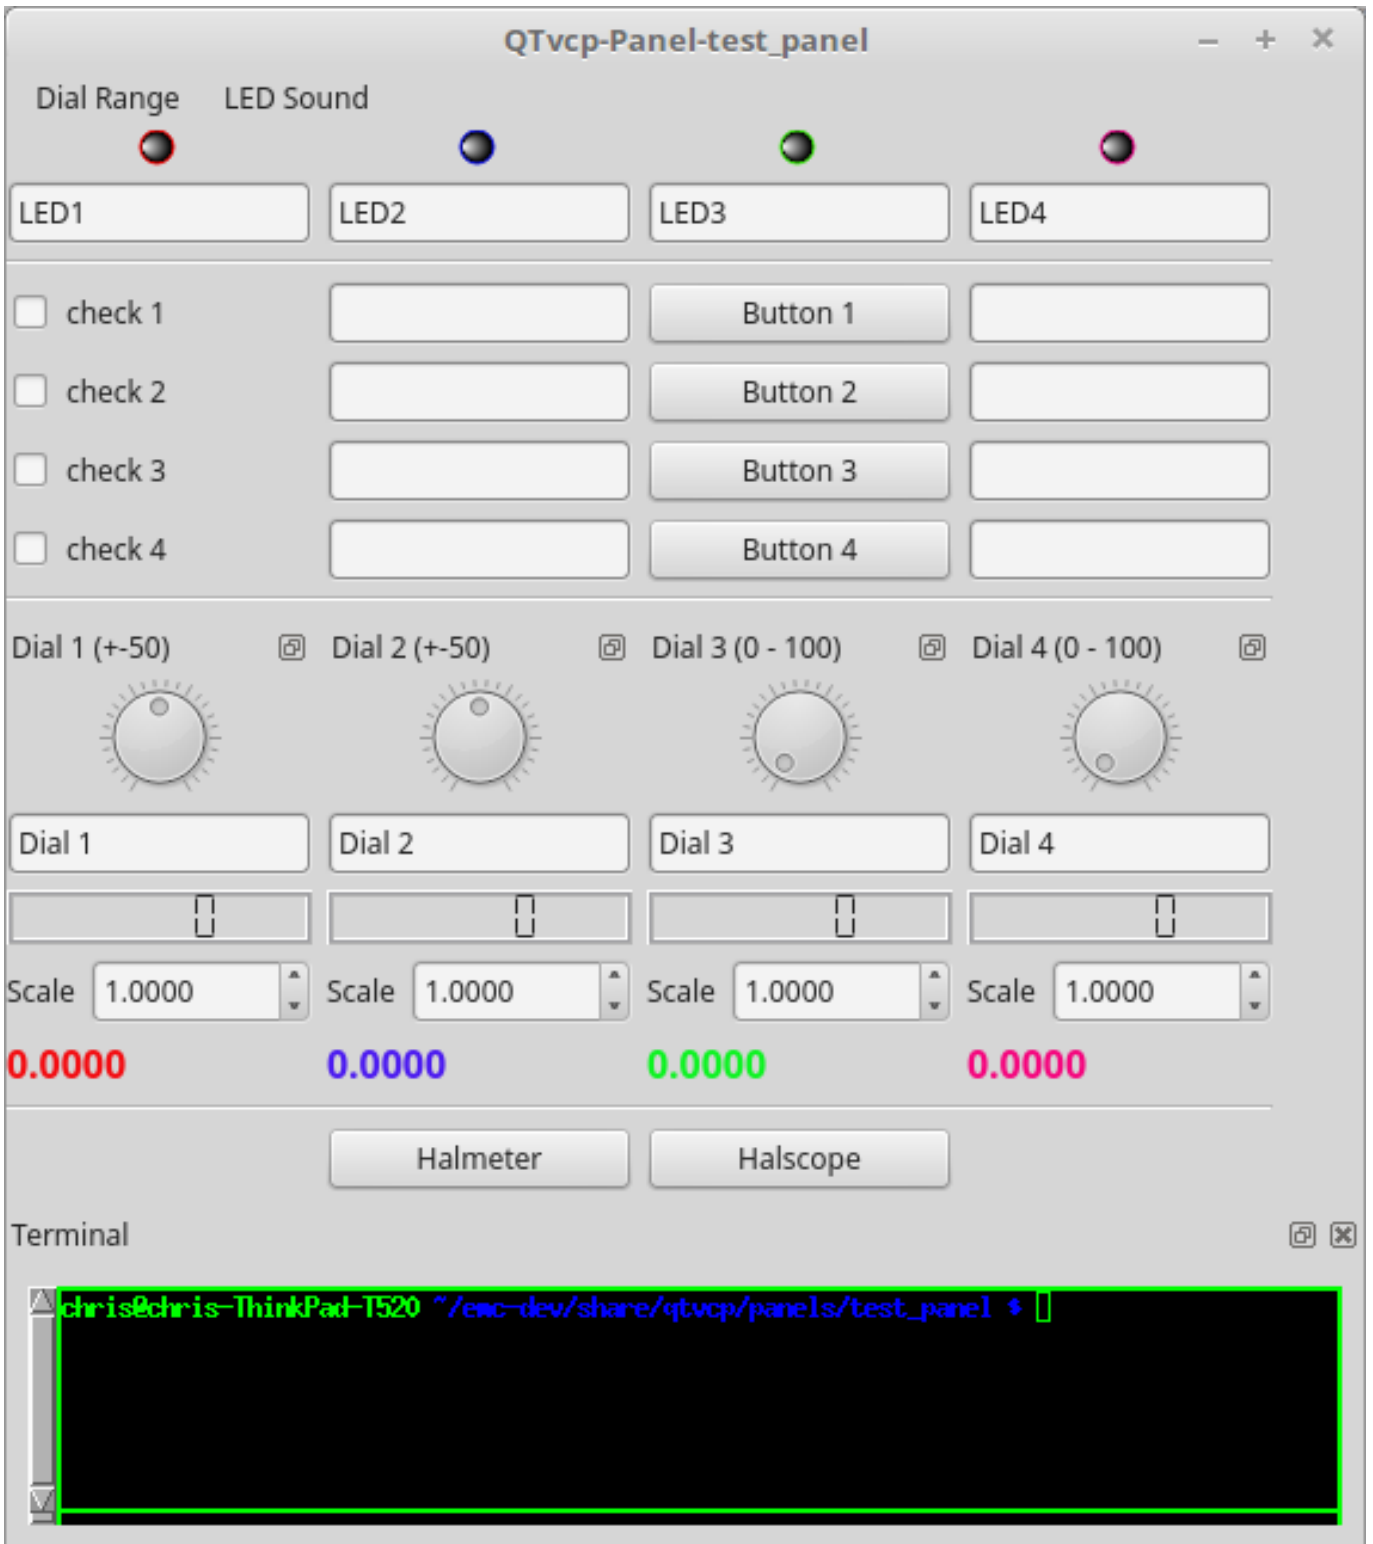 QTvcp-Panel-test_panel
Dial Range LED Sound
LED1 LED2 LED3 LED4
check 1 Button 1
check 2 Button 2
check 3 Button 3
check 4 Button 4
Dial 1 (+-50) Dial 2 (+-50) Dial 3 (0 - 100) Dial 4 (0 - 100)
Dial 1 Dial 2 Dial 3 Dial 4
0 0 0 0
Scale 1.0000 Scale 1.0000 Scale 1.0000 Scale 1.0000
0.0000 0.0000 0.0000 0.0000
Halmeter Halscope
Terminal
chris@chris-ThinkPad-T520 ~/emc-dev/share/qtvcp/panels/test_panel $